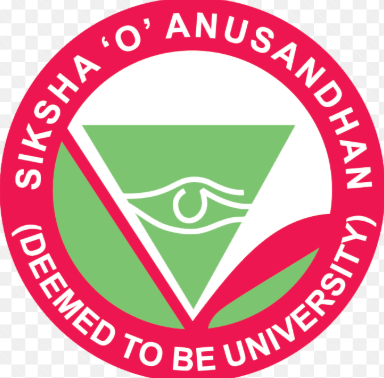 SIKSHA ‘O’ ANUSANDHAN
(DEEMED TO BE UNIVERSITY)